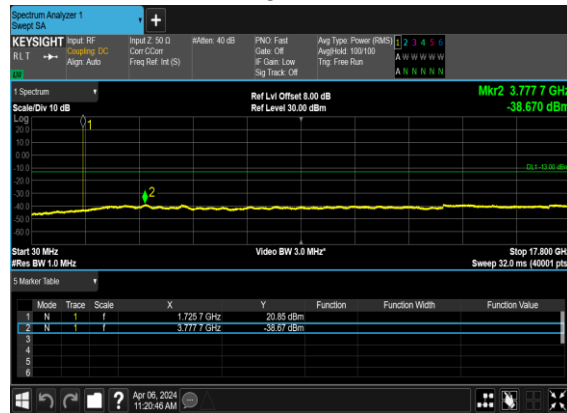 Spectrum Analyzer 1
Swept SA
+
KEYSIGHT Input: RF Input Z: 50 Ω #Atten: 40 dB PNO: Fast Avg Type: Power (RMS) 1 2 3 4 5 6
RLT Coupling: DC Corr CCorr Gate: Off Avg|Hold: 100/100 A W W W W W
Align: Auto Freq Ref: Int (S) IF Gain: Low Trig: Free Run
LW Sig Track: Off A N N N N N
1 Spectrum Ref Lvl Offset 8.00 dB Mkr2 3.777 7 GHz
Scale/Div 10 dB Ref Level 30.00 dBm -38.670 dBm
Log
1
20.0
10.0
0.00
-10.0 DL1 -13.00 dBm
-20.0
-30.0
2
-40.0
-50.0
-60.0
Start 30 MHz Video BW 3.0 MHz* Stop 17.800 GHz
#Res BW 1.0 MHz Sweep 32.0 ms (40001 pts)
5 Marker Table
Mode Trace Scale X Y Function Function Width Function Value
1 N 1 f 1.725 7 GHz 20.85 dBm
2 N 1 f 3.777 7 GHz -38.67 dBm
3
4
5
6
? Apr 06, 2024
11:20:46 AM